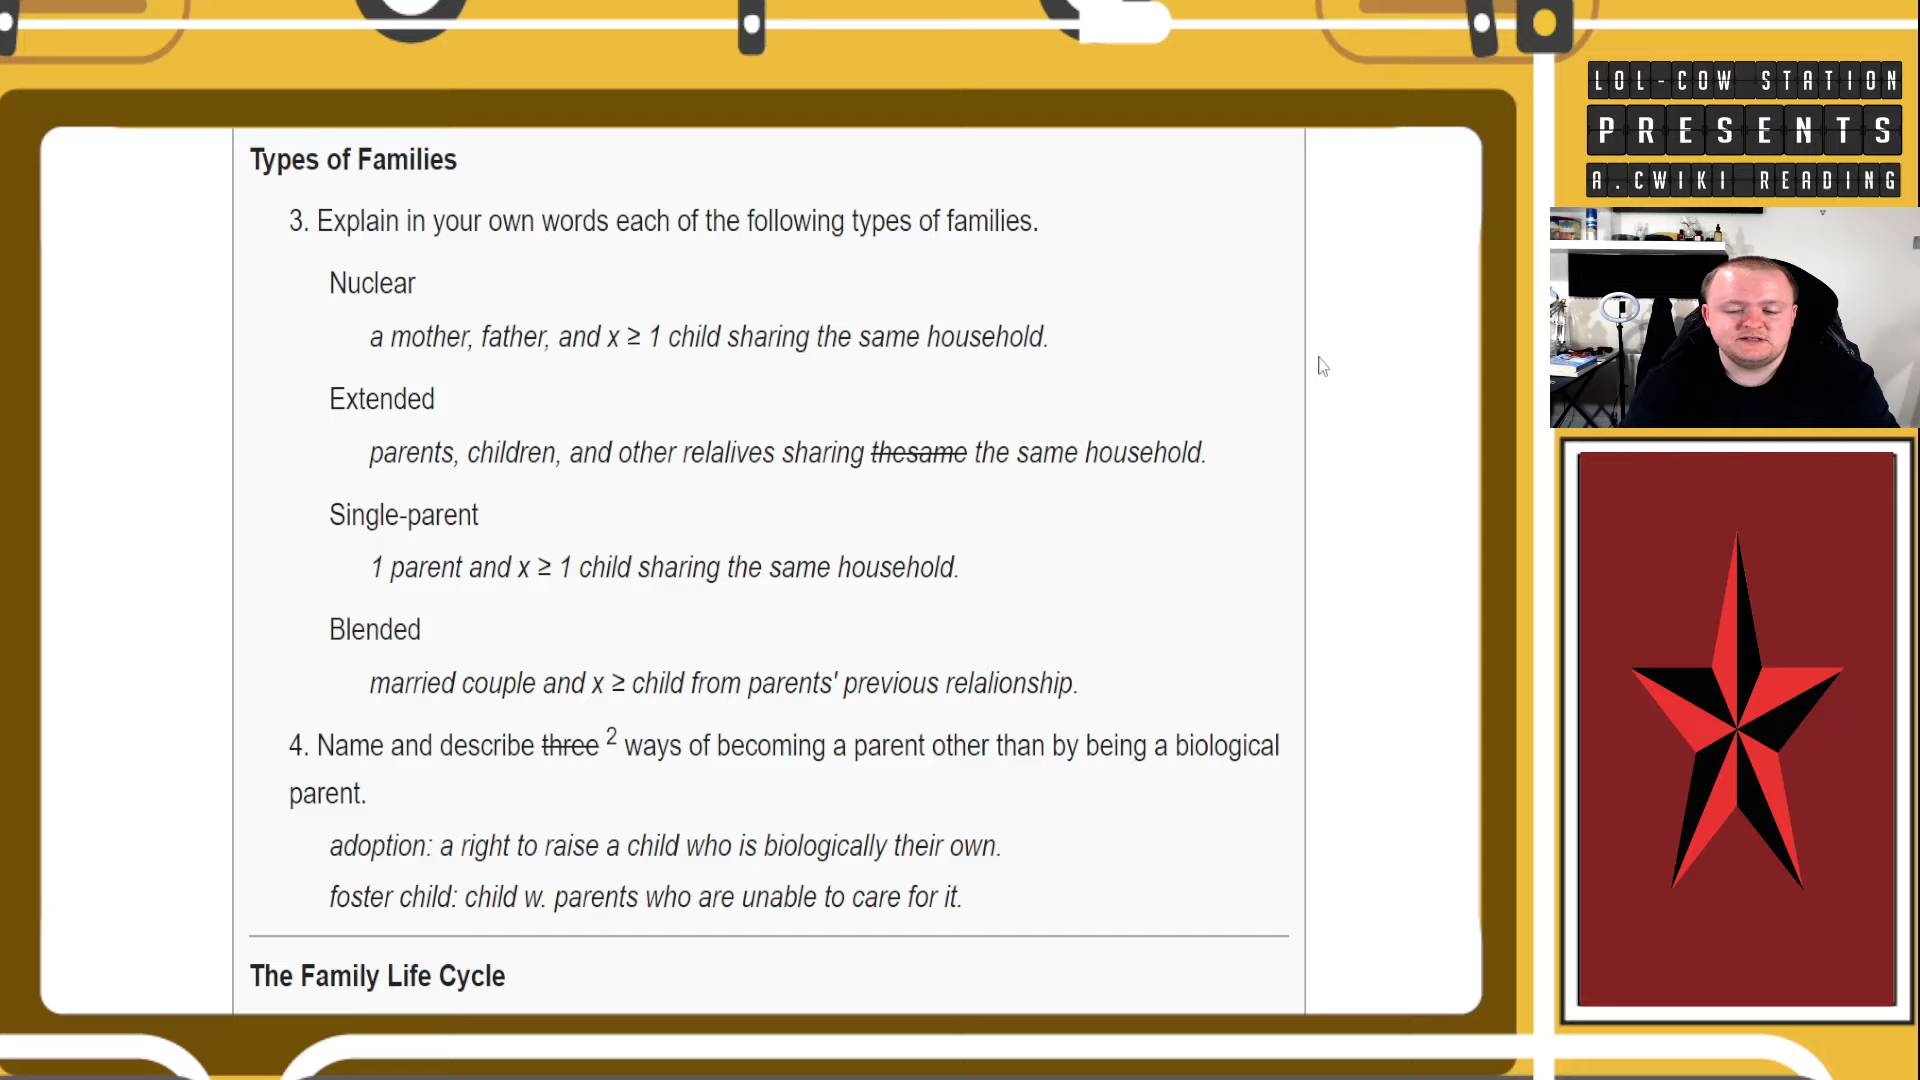 LOL-COW STATION
PRESENTS
A.CWIKI READING
Types of Families
3. Explain in your own words each of the following types of families.
Nuclear
a mother, father, and x ≥ 1 child sharing the same household.
Extended
parents, children, and other relalives sharing thesame the same household.
Single-parent
1 parent and x ≥ 1 child sharing the same household.
Blended
married couple and x ≥ child from parents' previous relalionship.
4. Name and describe three 2 ways of becoming a parent other than by being a biological
parent.
adoption: a right to raise a child who is biologically their own.
foster child: child w. parents who are unable to care for it.
The Family Life Cycle